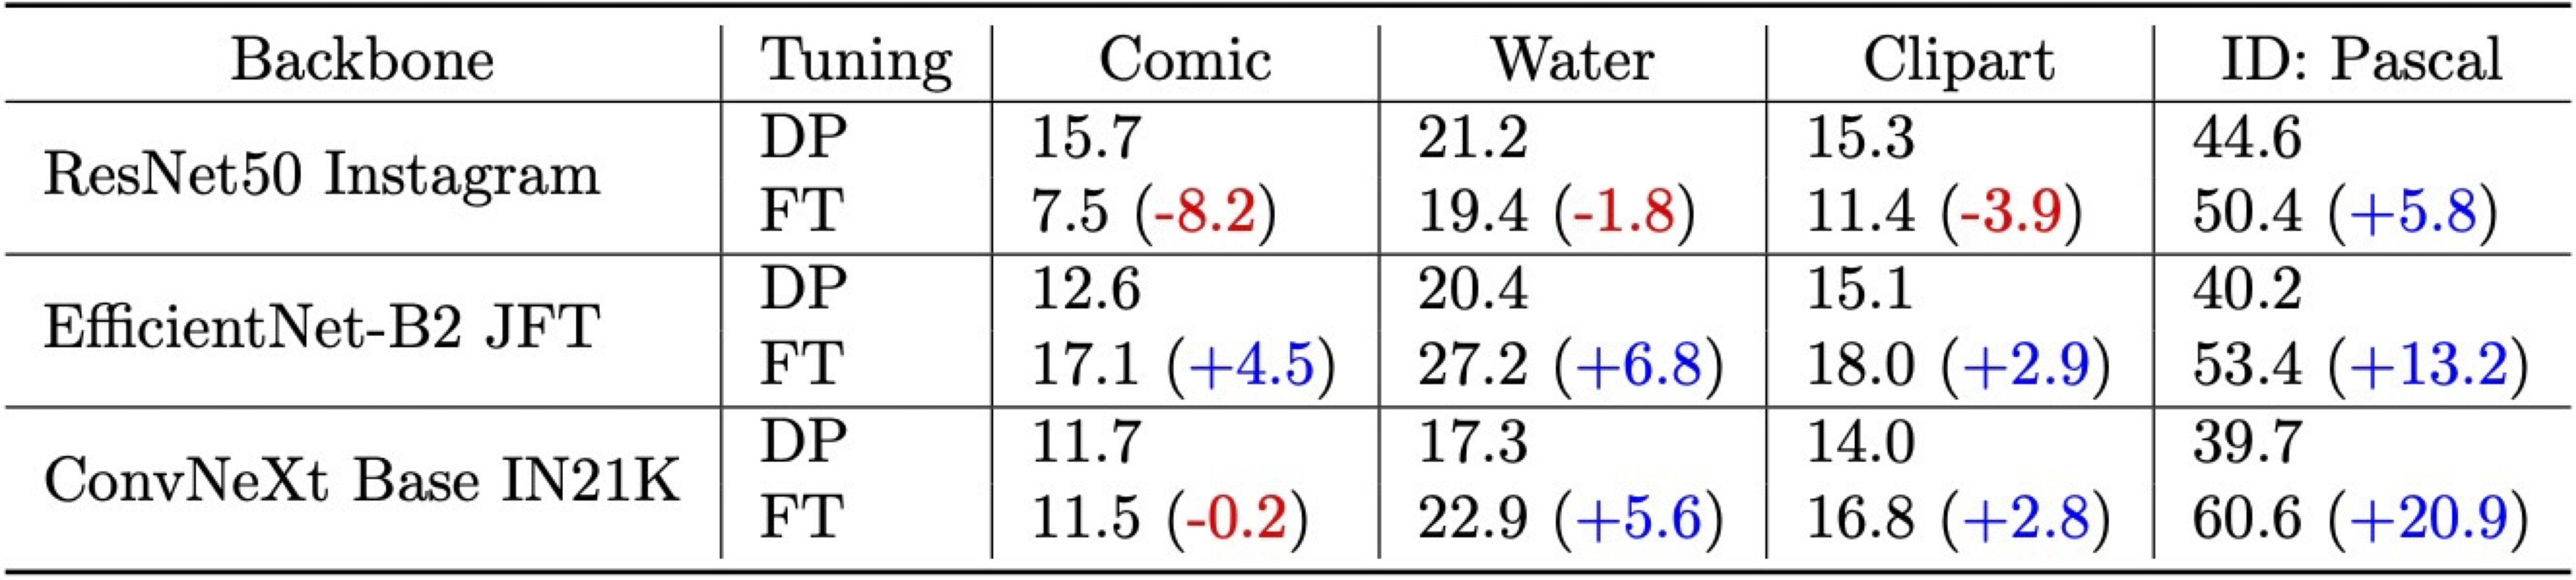 Backbone Tuning Comic Water Clipart ID: Pascal
ResNet50 Instagram DP 15.7 21.2 15.3 44.6
FT 7.5 (-8.2) 19.4 (-1.8) 11.4 (-3.9) 50.4 (+5.8)
EfficientNet-B2 JFT DP 12.6 20.4 15.1 40.2
FT 17.1 (+4.5) 27.2 (+6.8) 18.0 (+2.9) 53.4 (+13.2)
ConvNeXt Base IN21K DP 11.7 17.3 14.0 39.7
FT 11.5 (-0.2) 22.9 (+5.6) 16.8 (+2.8) 60.6 (+20.9)